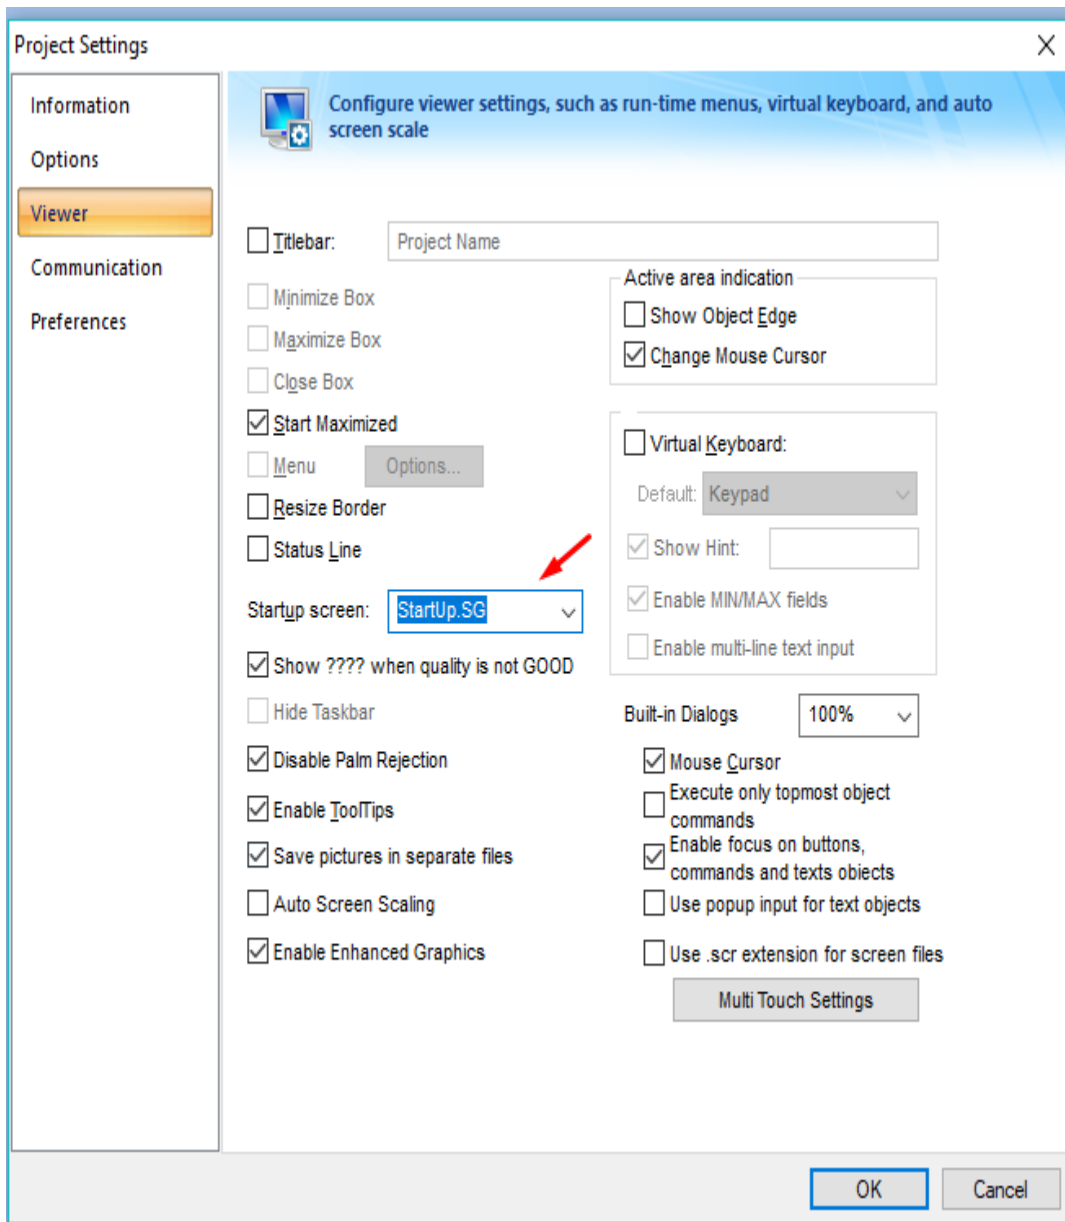 Project Settings
Information
Options
Viewer
Communication
Preferences
Configure viewer settings, such as run-time menus, virtual keyboard, and auto
screen scale
Titlebar:
Project Name
Minimize Box
Maximize Box
Close Box
Start Maximized
Menu
Options...
Resize Border
Status Line
Startup screen:
StartUp.SG
Show ???? when quality is not GOOD
Hide Taskbar
Disable Palm Rejection
Enable ToolTips
Save pictures in separate files
Auto Screen Scaling
Enable Enhanced Graphics
Active area indication
Show Object Edge
Change Mouse Cursor
Virtual Keyboard:
Default:
Keypad
Show Hint:
Enable MIN/MAX fields
Enable multi-line text input
Built-in Dialogs
100%
Mouse Cursor
Execute only topmost object
commands
Enable focus on buttons,
commands and texts objects
Use popup input for text objects
Use .scr extension for screen files
Multi Touch Settings
OK
Cancel